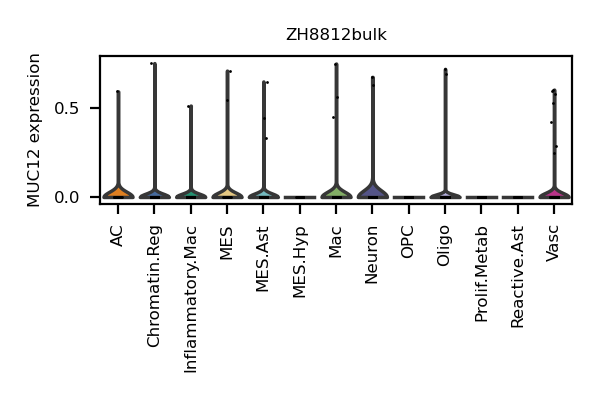 ZH8812bulk
MUC12 expression
0.5
0.0
AC
Chromatin.Reg
Inflammatory.Mac
MES
MES.Ast
MES.Hyp
Mac
Neuron
OPC
Oligo
Prolif.Metab
Reactive.Ast
Vasc